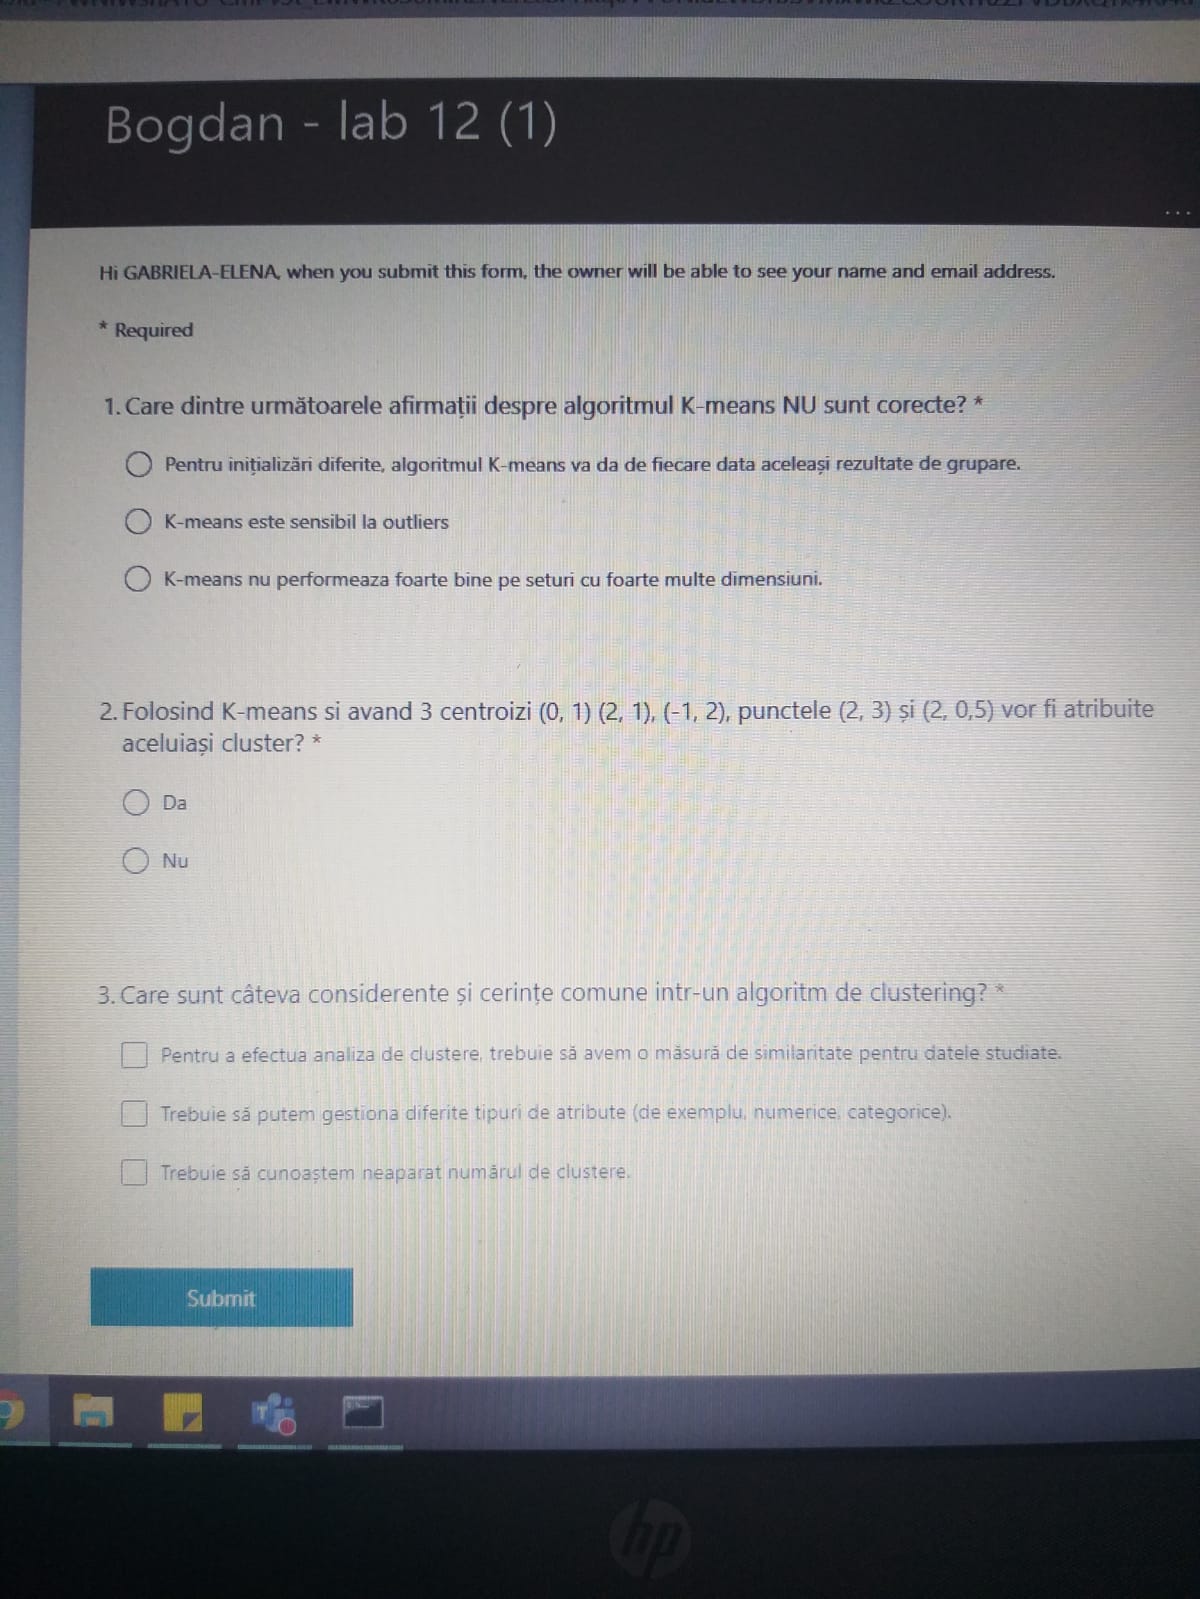 Bogdan - lab 12 (1)
...
Hi GABRIELA-ELENA, when you submit this form, the owner will be able to see your name and email address.
* Required
1. Care dintre următoarele afirmații despre algoritmul K-means NU sunt corecte? *
Pentru inițializări diferite, algoritmul K-means va da de fiecare data aceleași rezultate de grupare.
K-means este sensibil la outliers
K-means nu performeaza foarte bine pe seturi cu foarte multe dimensiuni.
2. Folosind K-means si avand 3 centroizi (0, 1) (2, 1), (-1, 2), punctele (2, 3) și (2, 0,5) vor fi atribuite
aceluiași cluster? *
Da
Nu
3. Care sunt câteva considerente și cerințe comune intr-un algoritm de clustering? *
Pentru a efectua analiza de clustere, trebuie să avem o măsură de similaritate pentru datele studiate.
Trebuie să putem gestiona diferite tipuri de atribute (de exemplu, numerice, categorice).
Trebuie să cunoaștem neaparat numărul de clustere.
Submit
T
hp